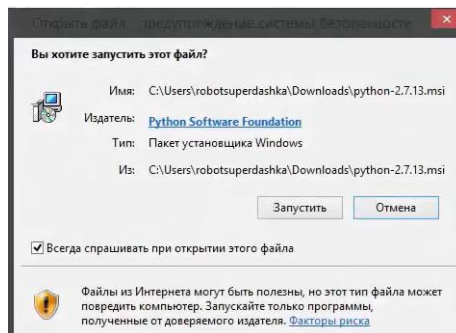 Открыть файл - предупреждение системы безопасности
Вы хотите запустить этот файл?
Имя: C:\Users\robotsuperdashka\Downloads\python-2.7.13.msi
Издатель: Python Software Foundation
Тип: Пакет установщика Windows
Из: C:\Users\robotsuperdashka\Downloads\python-2.7.13.msi
Запустить Отмена
Всегда спрашивать при открытии этого файла
Файлы из Интернета могут быть полезны, но этот тип файла может
повредить компьютер. Запускайте только программы,
полученные от доверяемого издателя. Факторы риска